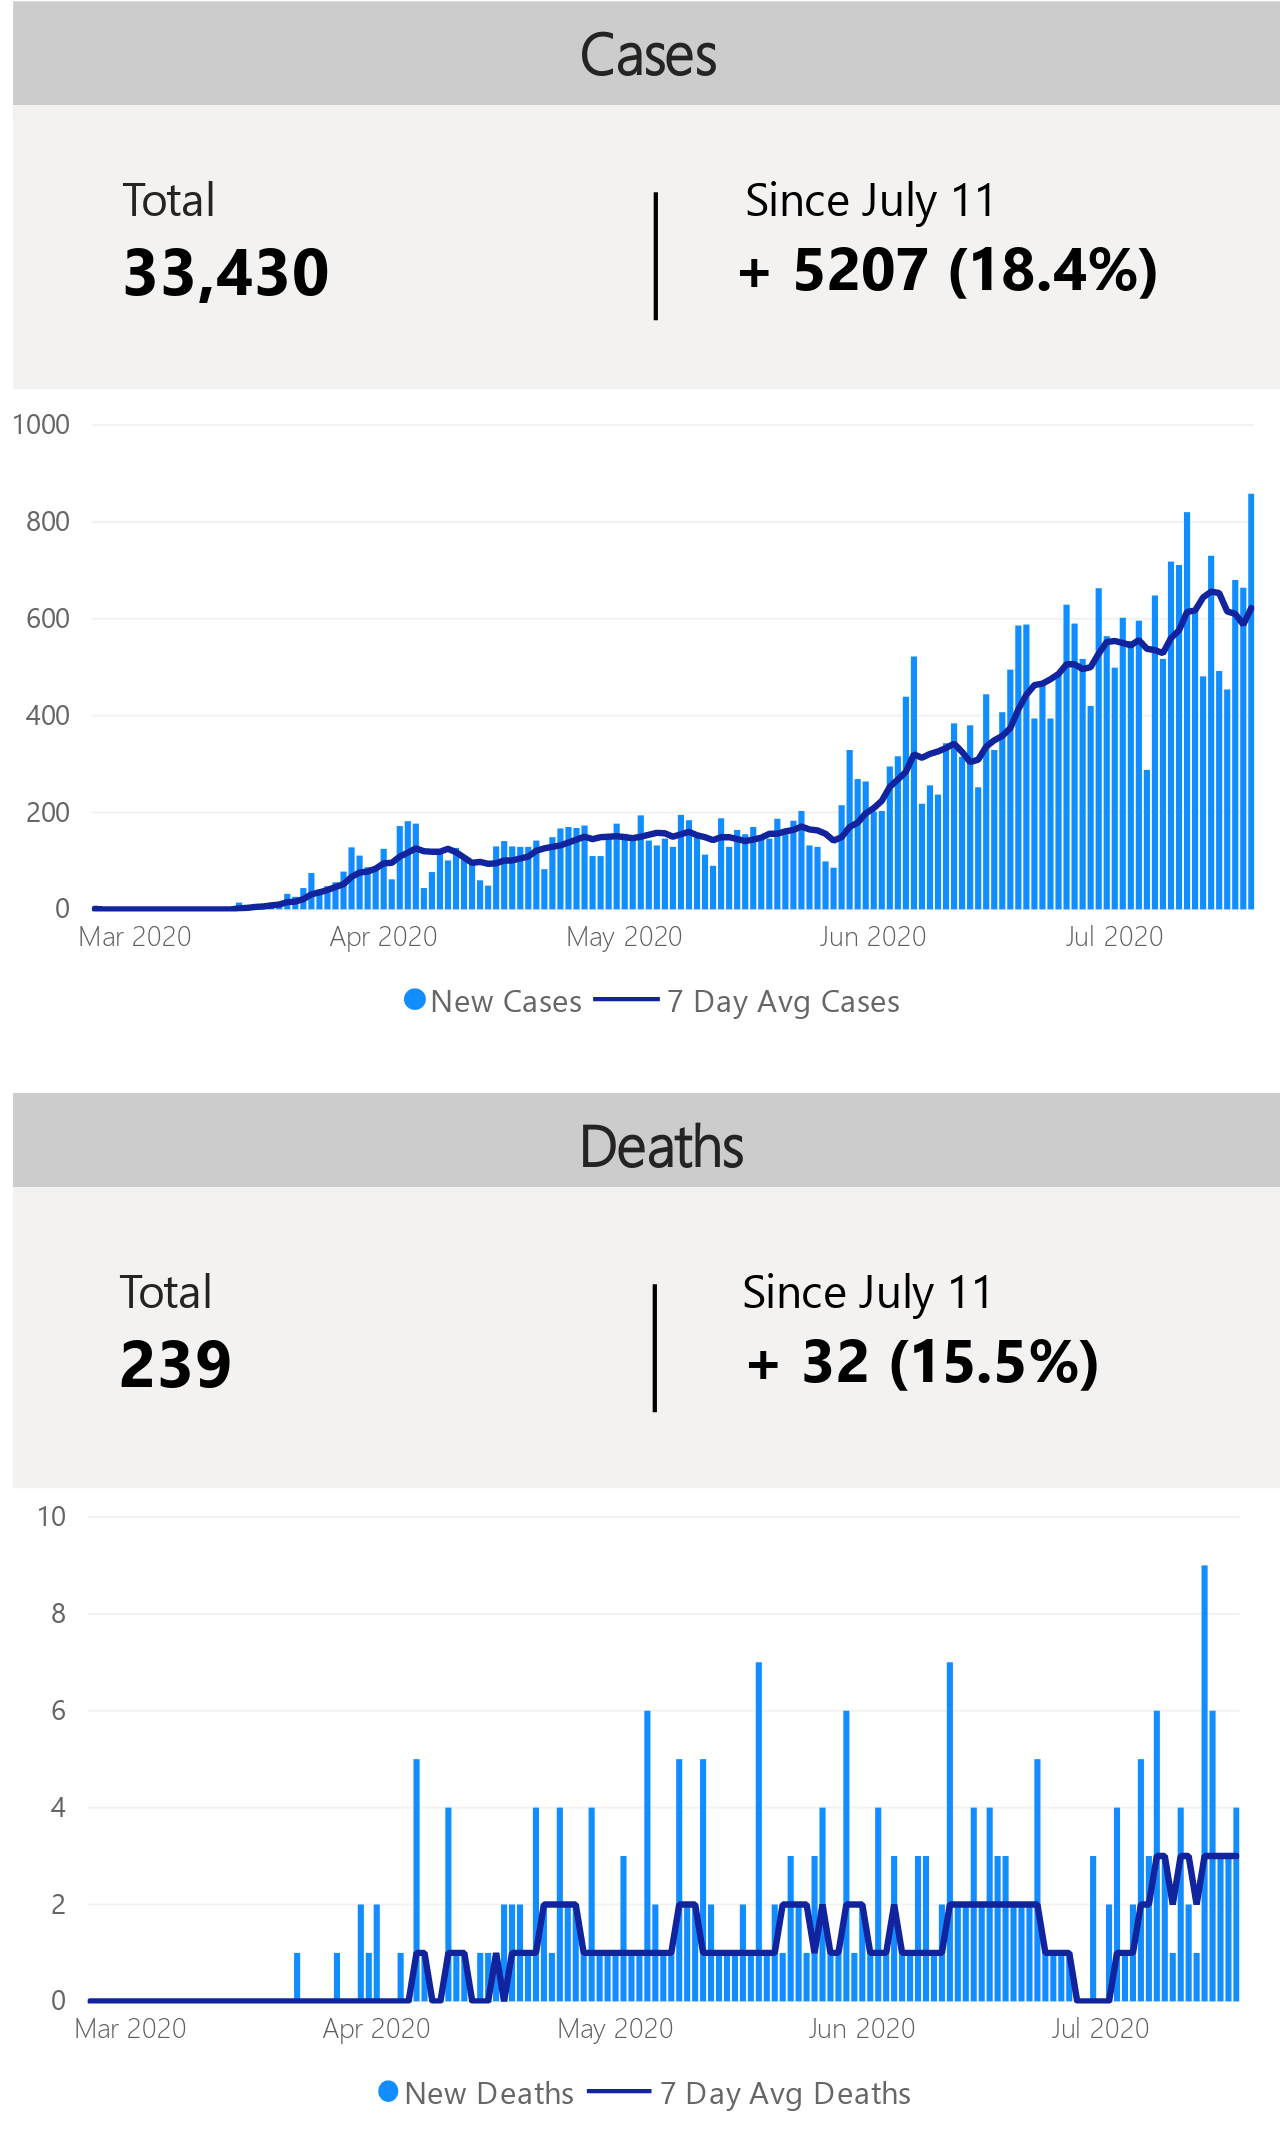 Cases
Total
33,430
Since July 11
+ 5207 (18.4%)
1000
800
600
400
200
0
Mar 2020 Apr 2020 May 2020 Jun 2020 Jul 2020
New Cases 7 Day Avg Cases
Deaths
Total
239
Since July 11
+ 32 (15.5%)
10
8
6
4
2
0
Mar 2020 Apr 2020 May 2020 Jun 2020 Jul 2020
New Deaths 7 Day Avg Deaths